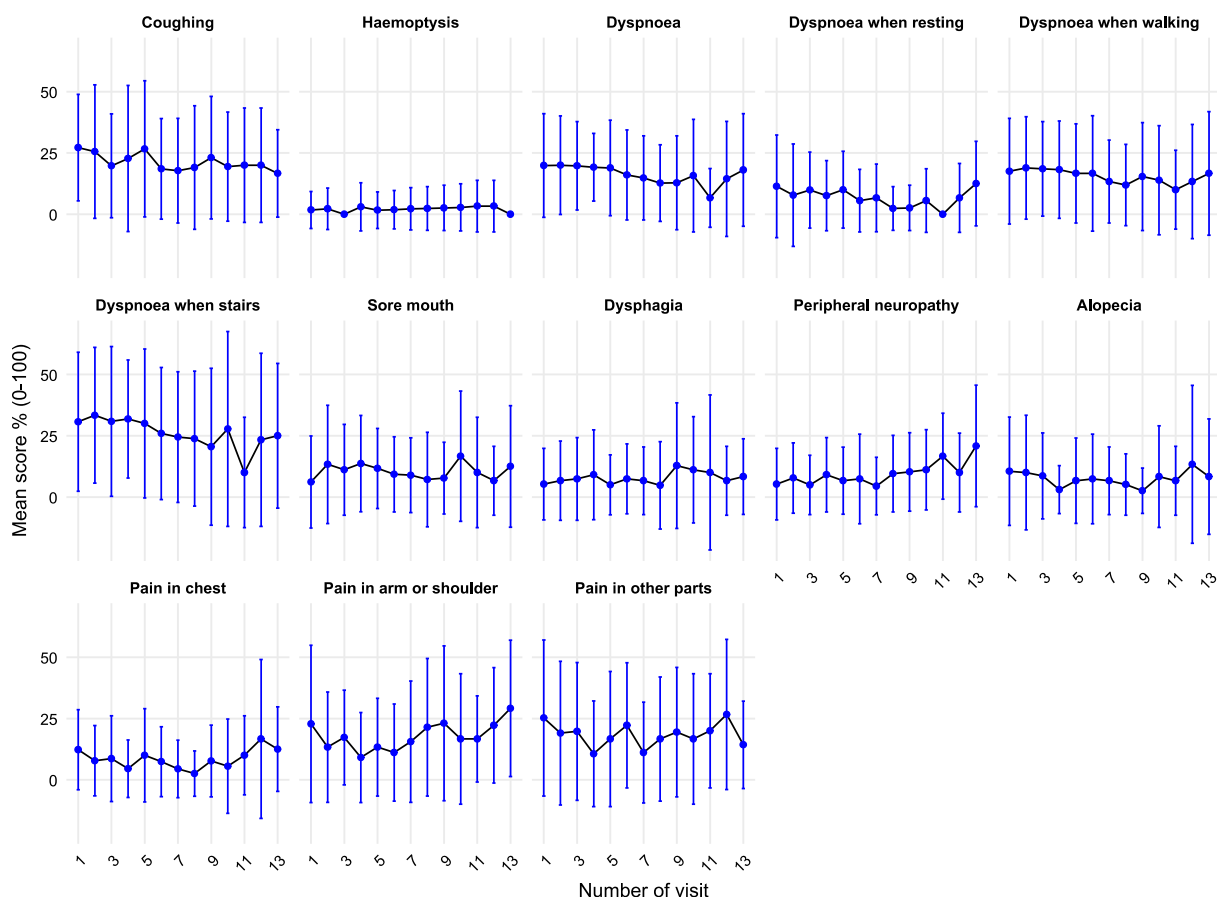 Coughing
Haemoptysis
Dyspnoea
Dyspnoea when resting
Dyspnoea when walking
50
25
0
Dyspnoea when stairs
Sore mouth
Dysphagia
Peripheral neuropathy
Alopecia
Mean score % (0-100)
50
25
0
1 3 5 7 9 11 13
1 3 5 7 9 11 13
Pain in chest
Pain in arm or shoulder
Pain in other parts
50
25
0
1 3 5 7 9 11 13
1 3 5 7 9 11 13
1 3 5 7 9 11 13
Number of visit